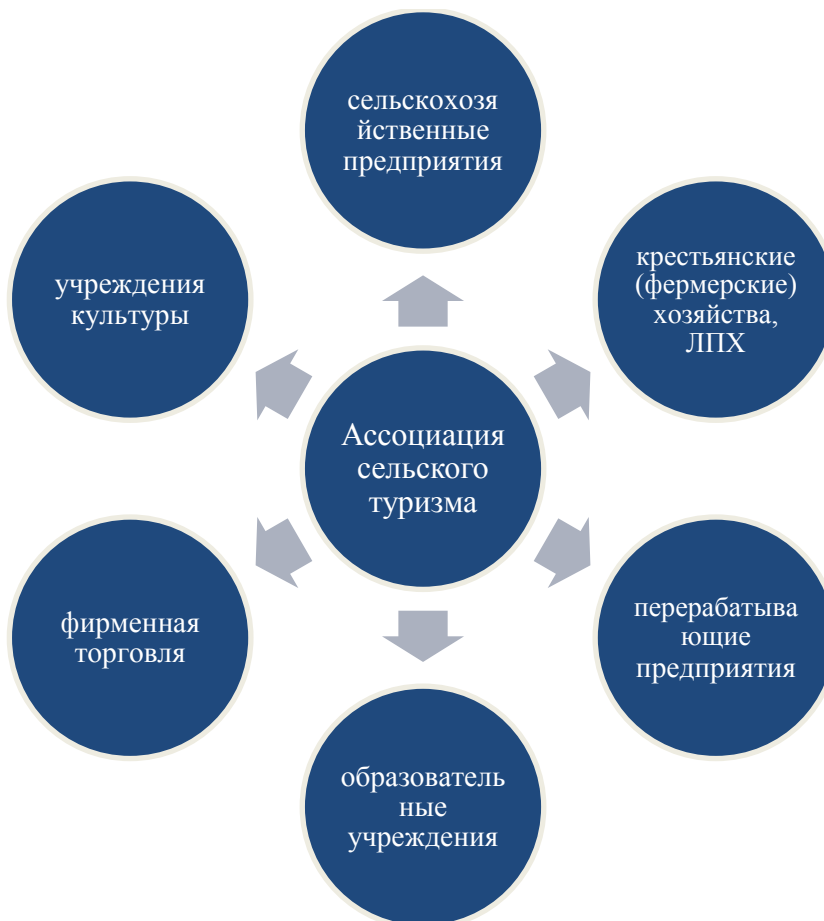 сельскохозя
йственные
предприятия
учреждения
культуры
крестьянские
(фермерские)
хозяйства,
ЛПХ
Ассоциация
сельского
туризма
фирменная
торговля
перерабатыва
ющие
предприятия
образователь
ные
учреждения